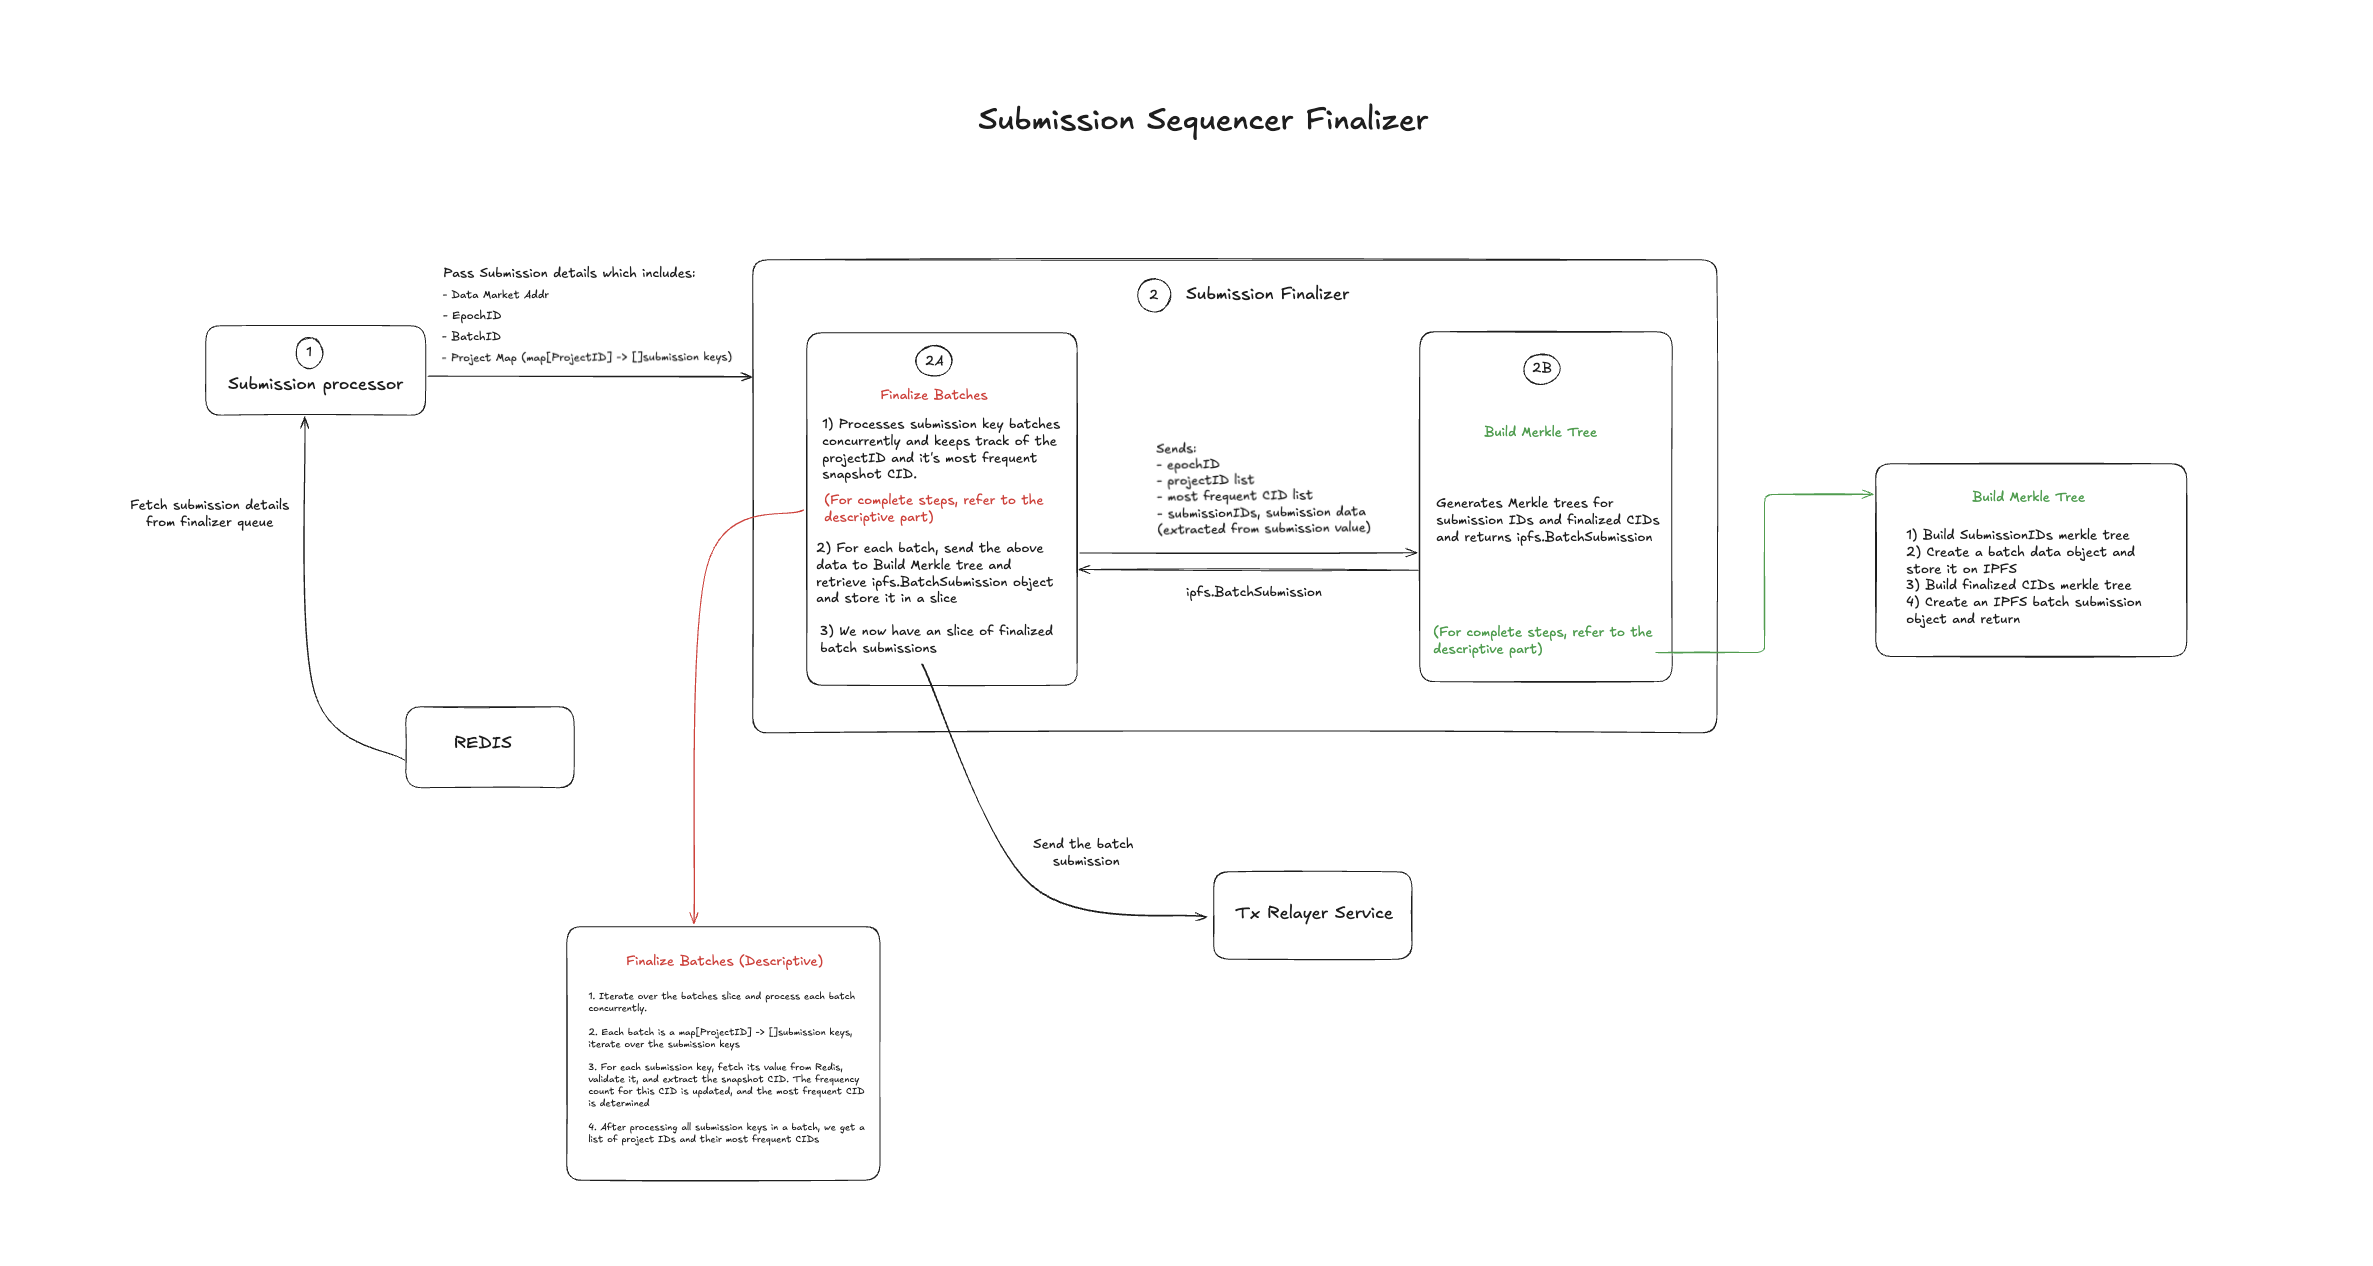 Submission Sequencer Finalizer
Pass Submission details which includes:
- Data Market Addr
- EpochID
- BatchID
- Project Map (map[ProjectID] -> []submission keys)
1
Submission processor
Fetch submission details
from finalizer queue
REDIS
2
Submission Finalizer
2A
Finalize Batches
1) Processes submission key batches
concurrently and keeps track of the
projectID and it's most frequent
snapshot CID.
(For complete steps, refer to the
descriptive part)
2) For each batch, send the above
data to Build Merkle tree and
retrieve ipfs.BatchSubmission object
and store it in a slice
3) We now have an slice of finalized
batch submissions
Sends:
- epochID
- projectID list
- most frequent CID list
- submissionIDs, submission data
(extracted from submission value)
ipfs.BatchSubmission
2B
Build Merkle Tree
Generates Merkle trees for
submission IDs and finalized CIDs
and returns ipfs.BatchSubmission
(For complete steps, refer to the
descriptive part)
Build Merkle Tree
1) Build SubmissionIDs merkle tree
2) Create a batch data object and
store it on IPFS
3) Build finalized CIDs merkle tree
4) Create an IPFS batch submission
object and return
Send the batch
submission
Tx Relayer Service
Finalize Batches (Descriptive)
1. Iterate over the batches slice and process each batch
concurrently.
2. Each batch is a map[ProjectID] -> []submission keys,
iterate over the submission keys
3. For each submission key, fetch its value from Redis,
validate it, and extract the snapshot CID. The frequency
count for this CID is updated, and the most frequent CID
is determined
4. After processing all submission keys in a batch, we get a
list of project IDs and their most frequent CIDs